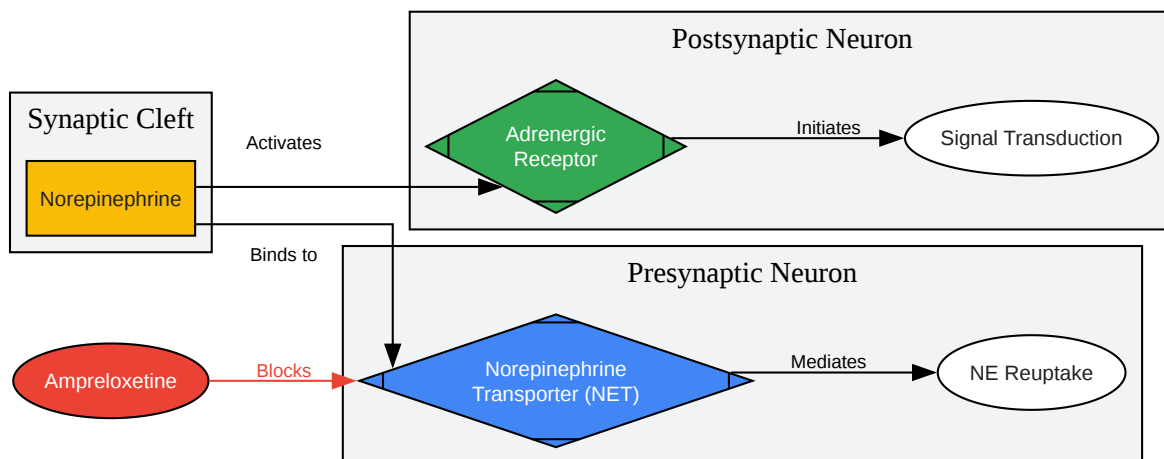 Postsynaptic Neuron
Synaptic Cleft
Activates
Adrenergic
Receptor
Initiates
Signal Transduction
Norepinephrine
Binds to
Presynaptic Neuron
Ampreloxetine
Blocks
Norepinephrine
Transporter (NET)
Mediates
NE Reuptake